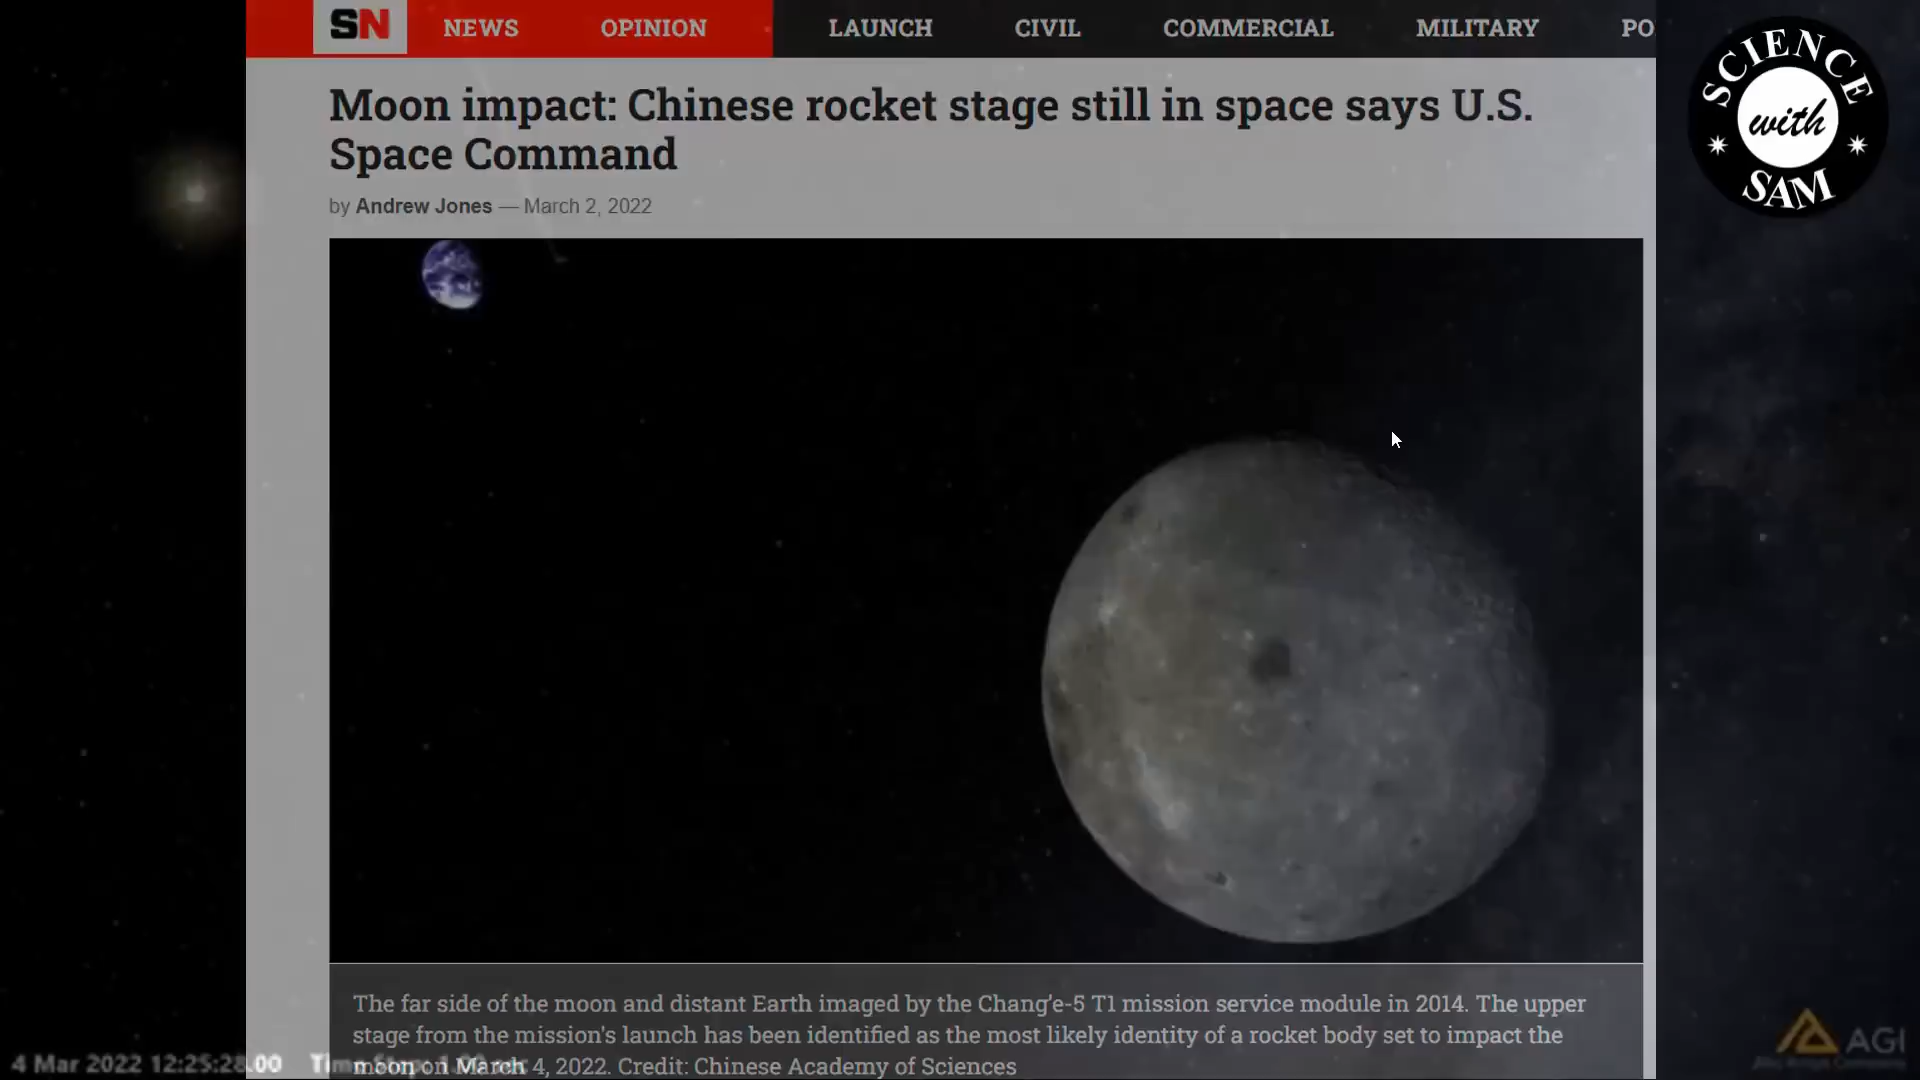 SN NEWS OPINION LAUNCH CIVIL COMMERCIAL MILITARY PO
SCIENCE
with
SAM
Moon impact: Chinese rocket stage still in space says U.S.
Space Command
by Andrew Jones — March 2, 2022
The far side of the moon and distant Earth imaged by the Chang'e-5 T1 mission service module in 2014. The upper
stage from the mission's launch has been identified as the most likely identity of a rocket body set to impact the
moon on March 4, 2022. Credit: Chinese Academy of Sciences
4 Mar 2022 12:25:28.00
AGI